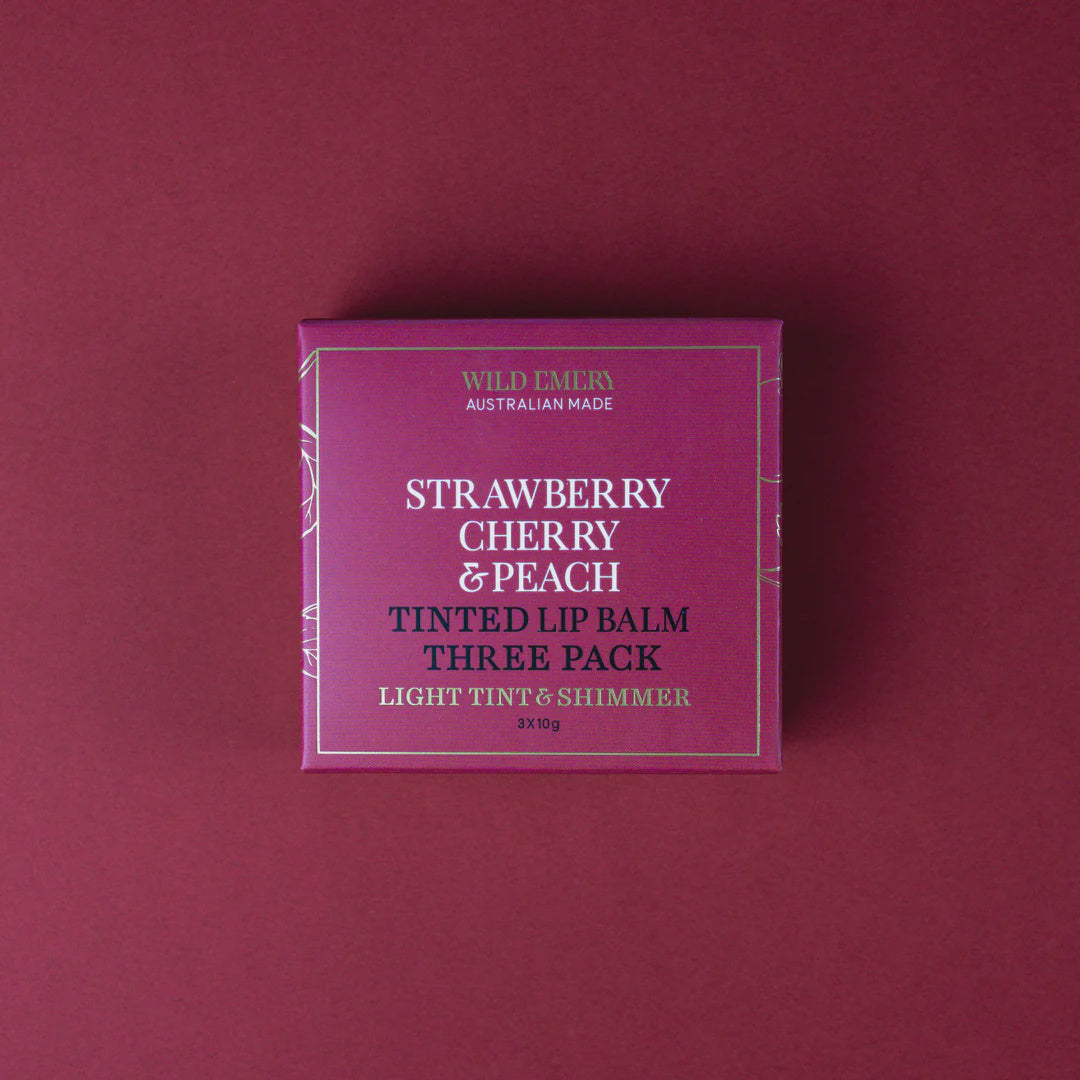 WILD EMERY
AUSTRALIAN MADE
STRAWBERRY
CHERRY
&PEACH
TINTED LIP BALM
THREE PACK
LIGHT TINT & SHIMMER
3X10g